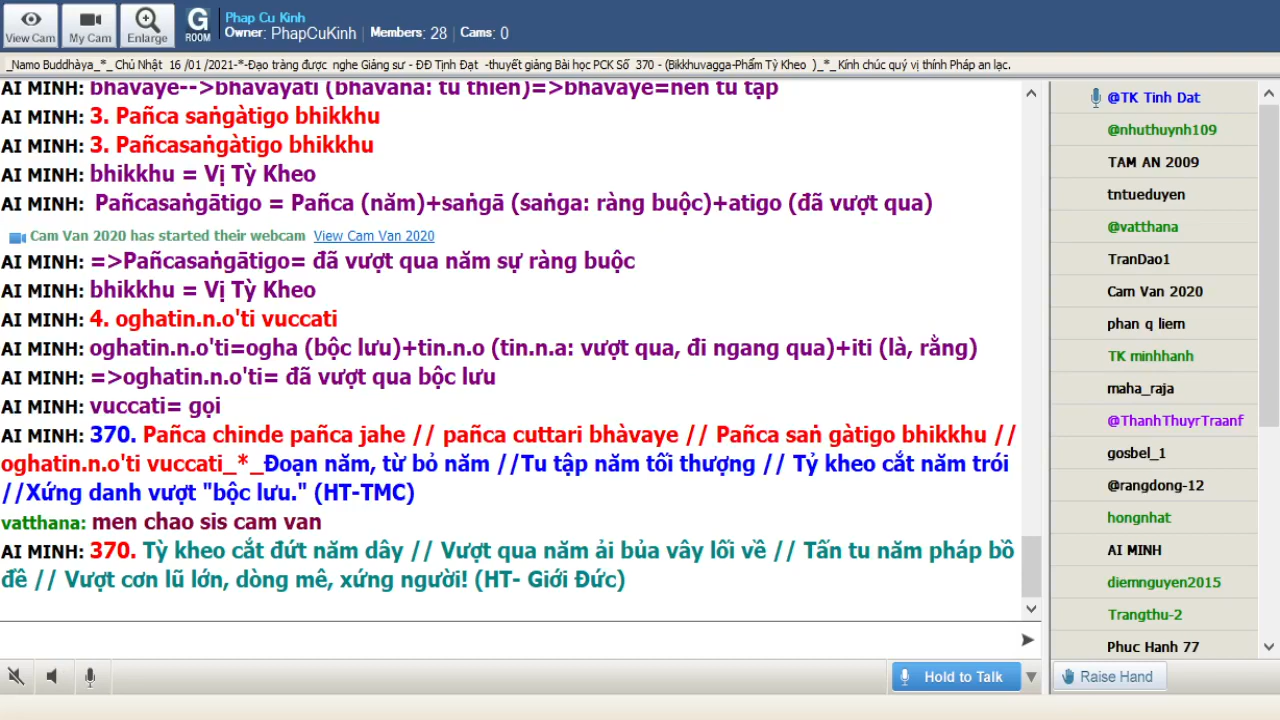 View Cam
My Cam
Enlarge
G
ROOM
Phap Cu Kinh
Owner: PhapCuKinh Members: 28 Cams: 0
_Namo Buddhàya_*_ Chủ Nhật 16 /01 /2021-*-Đạo tràng được nghe Giảng sư - ĐĐ Tịnh Đạt -thuyết giảng Bài học PCK Số 370 - (Bikkhuvagga-Phẩm Tỳ Kheo )_*_Kính chúc quý vị thính Pháp an lạc.
AI MINH: bhàvaye-->bhàvayati (bhàvanà: tu thiền)=>bhàvaye=nên tu tập
AI MINH: 3. Pañca saṅgàtigo bhikkhu
AI MINH: 3. Pañcasaṅgàtigo bhikkhu
AI MINH: bhikkhu = Vị Tỳ Kheo
AI MINH: Pañcasaṅgātigo = Pañca (năm)+saṅgā (saṅga: ràng buộc)+atigo (đã vượt qua)
Cam Van 2020 has started their webcam View Cam Van 2020
AI MINH: =>Pañcasaṅgātigo= đã vượt qua năm sự ràng buộc
AI MINH: bhikkhu = Vị Tỳ Kheo
AI MINH: 4. oghatin.n.o'ti vuccati
AI MINH: oghatin.n.o'ti=ogha (bộc lưu)+tin.n.o (tin.n.a: vượt qua, đi ngang qua)+iti (là, rằng)
AI MINH: =>oghatin.n.o'ti= đã vượt qua bộc lưu
AI MINH: vuccati= gọi
AI MINH: 370. Pañca chinde pañca jahe // pañca cuttari bhàvaye // Pañca saṅ gàtigo bhikkhu //
oghatin.n.o'ti vuccati_*_Đoạn năm, từ bỏ năm //Tu tập năm tối thượng // Tỷ kheo cắt năm trói
//Xứng danh vượt "bộc lưu." (HT-TMC)
vatthana: men chao sis cam van
AI MINH: 370. Tỳ kheo cắt đứt năm dây // Vượt qua năm ải bủa vây lối về // Tấn tu năm pháp bồ
đề // Vượt cơn lũ lớn, dòng mê, xứng người! (HT- Giới Đức)
Hold to Talk
@TK Tinh Dat
@nhuthuynh109
TAM AN 2009
tntueduyen
@vatthana
TranDao1
Cam Van 2020
phan q liem
TK minhhanh
maha_raja
@ThanhThuyrTraanf
gosbel_1
@rangdong-12
hongnhat
AI MINH
diemnguyen2015
Trangthu-2
Phuc Hanh 77
Raise Hand